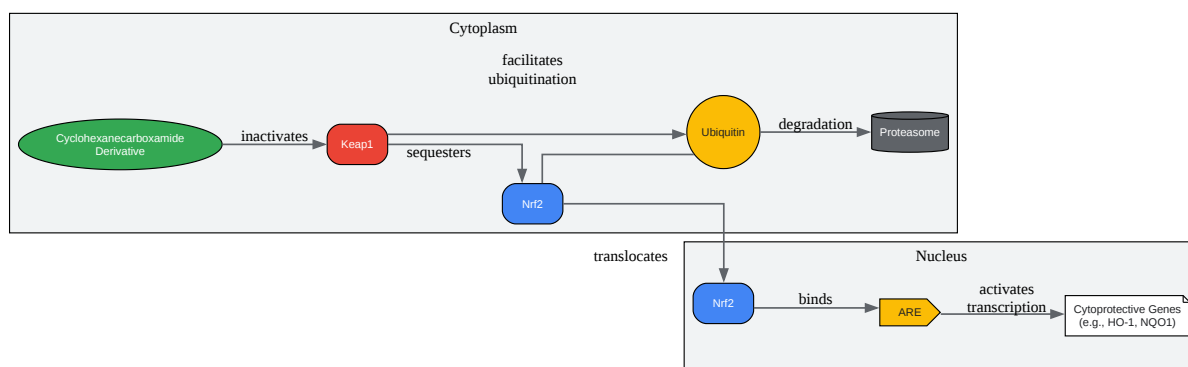 Cytoplasm
facilitates
ubiquitination
Cyclohexanecarboxamide
Derivative
inactivates
Keap1
sequesters
Ubiquitin
degradation
Proteasome
Nrf2
translocates
Nucleus
Nrf2
binds
ARE
activates
transcription
Cytoprotective Genes
(e.g., HO-1, NQO1)